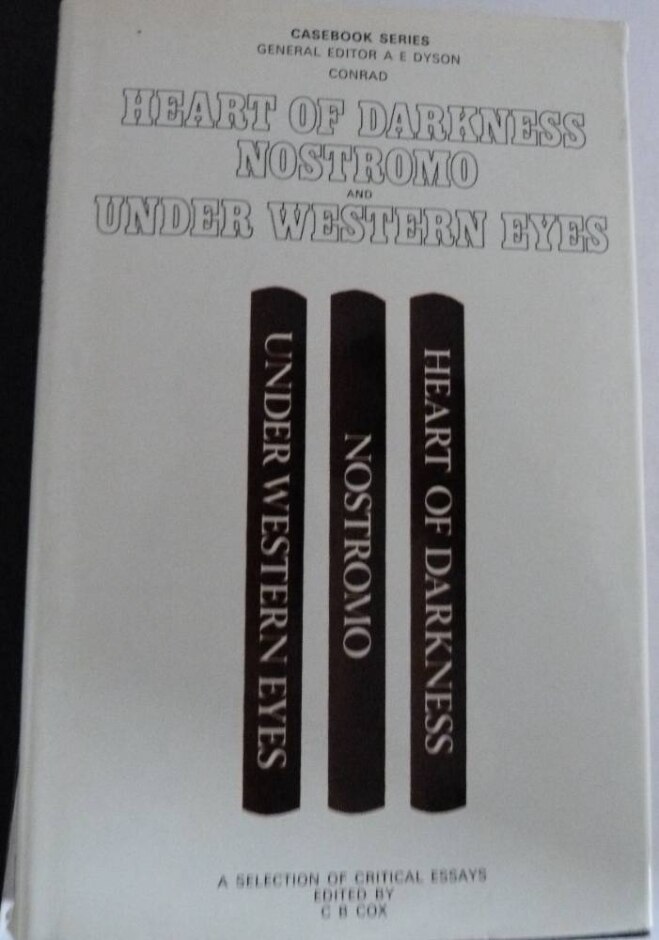 CASEBOOK SERIES
GENERAL EDITOR A E DYSON
CONRAD
HEART OF DARKNESS
NOSTROMO
AND
UNDER WESTERN EYES
UNDER WESTERN EYES
NOSTROMO
HEART OF DARKNESS
A SELECTION OF CRITICAL ESSAYS
EDITED BY
C B COX